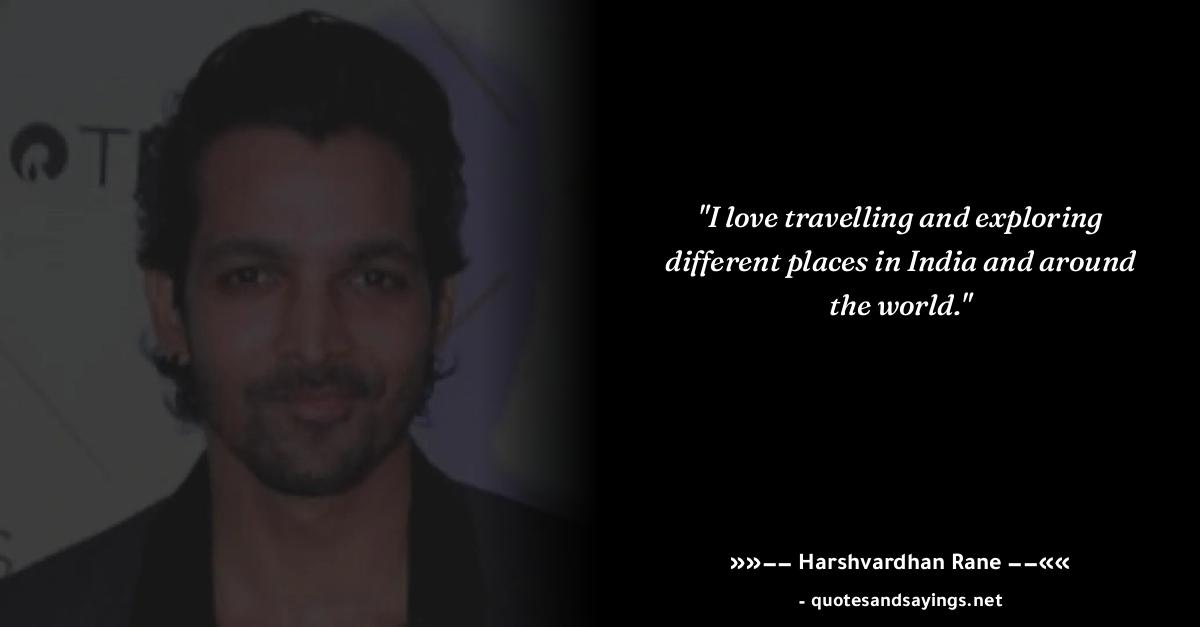 "I love travelling and exploring
different places in India and around
the world."
»»−− Harshvardhan Rane −−««
- quotesandsayings.net